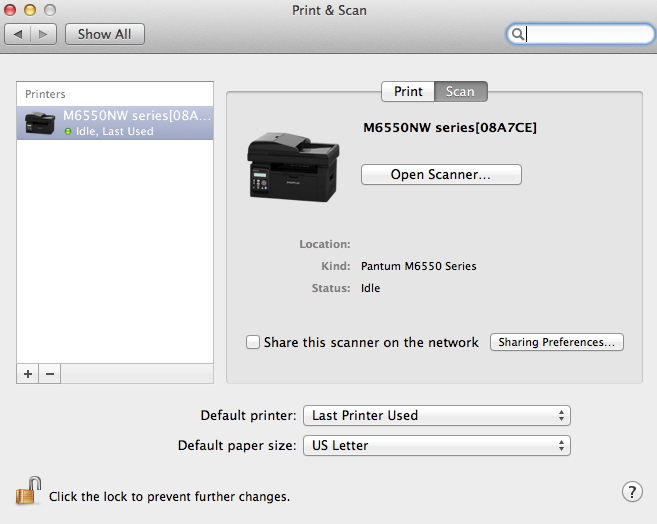 Print & Scan
Show All
Printers
M6550NW series[08A...
Idle, Last Used
Print
Scan
M6550NW series[08A7CE]
Open Scanner...
Location:
Kind: Pantum M6550 Series
Status: Idle
Share this scanner on the network
Sharing Preferences...
+ −
Default printer: Last Printer Used
Default paper size: US Letter
Click the lock to prevent further changes.
?